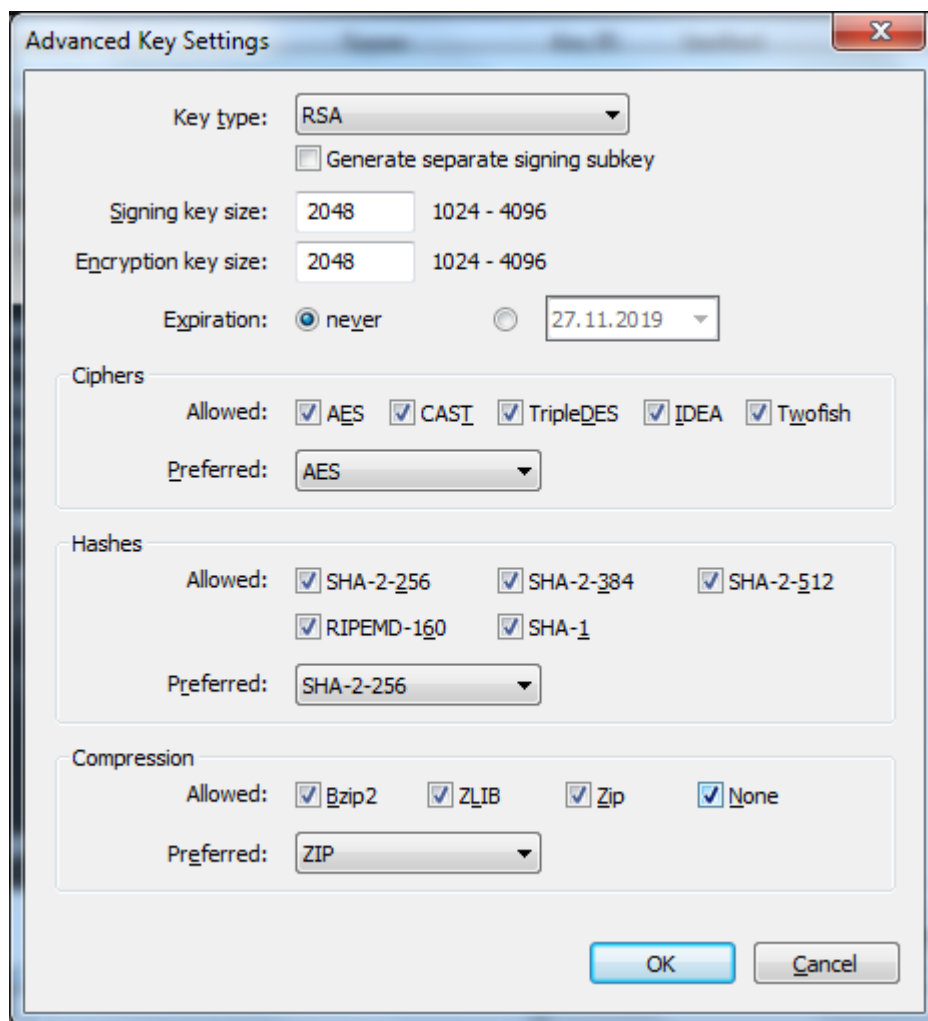 Advanced Key Settings
Key type: RSA
Generate separate signing subkey
Signing key size: 2048 1024 - 4096
Encryption key size: 2048 1024 - 4096
Expiration: never 27.11.2019
Ciphers
Allowed: AES CAST TripleDES IDEA Twofish
Preferred: AES
Hashes
Allowed: SHA-2-256 SHA-2-384 SHA-2-512
RIPEMD-160 SHA-1
Preferred: SHA-2-256
Compression
Allowed: Bzip2 ZLIB Zip None
Preferred: ZIP
OK Cancel